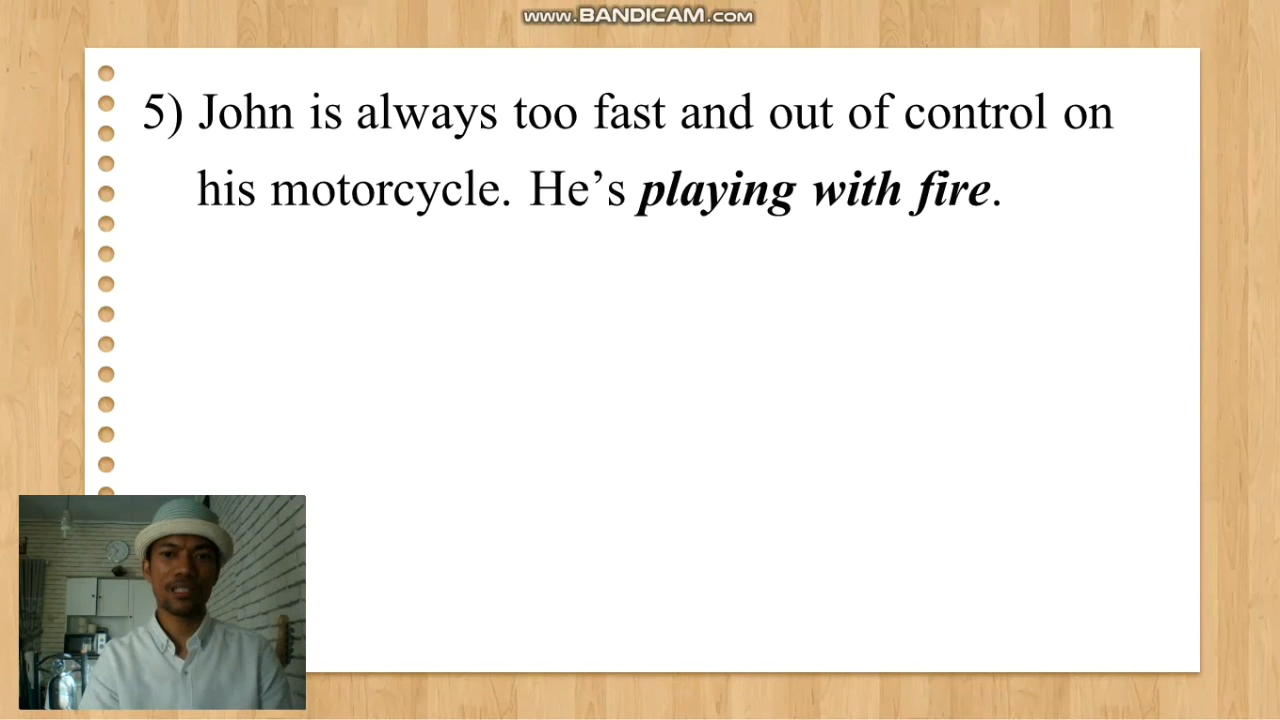 www.BANDICAM.com
5) John is always too fast and out of control on
his motorcycle. He’s playing with fire.